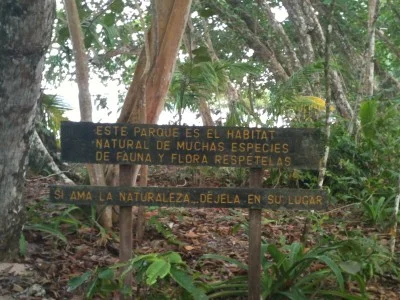 ESTE PARQUE ES EL HABITAT
NATURAL DE MUCHAS ESPECIES
DE FAUNA Y FLORA RESPETELAS
SI AMA LA NATURALEZA DÉJELA EN SU LUGAR